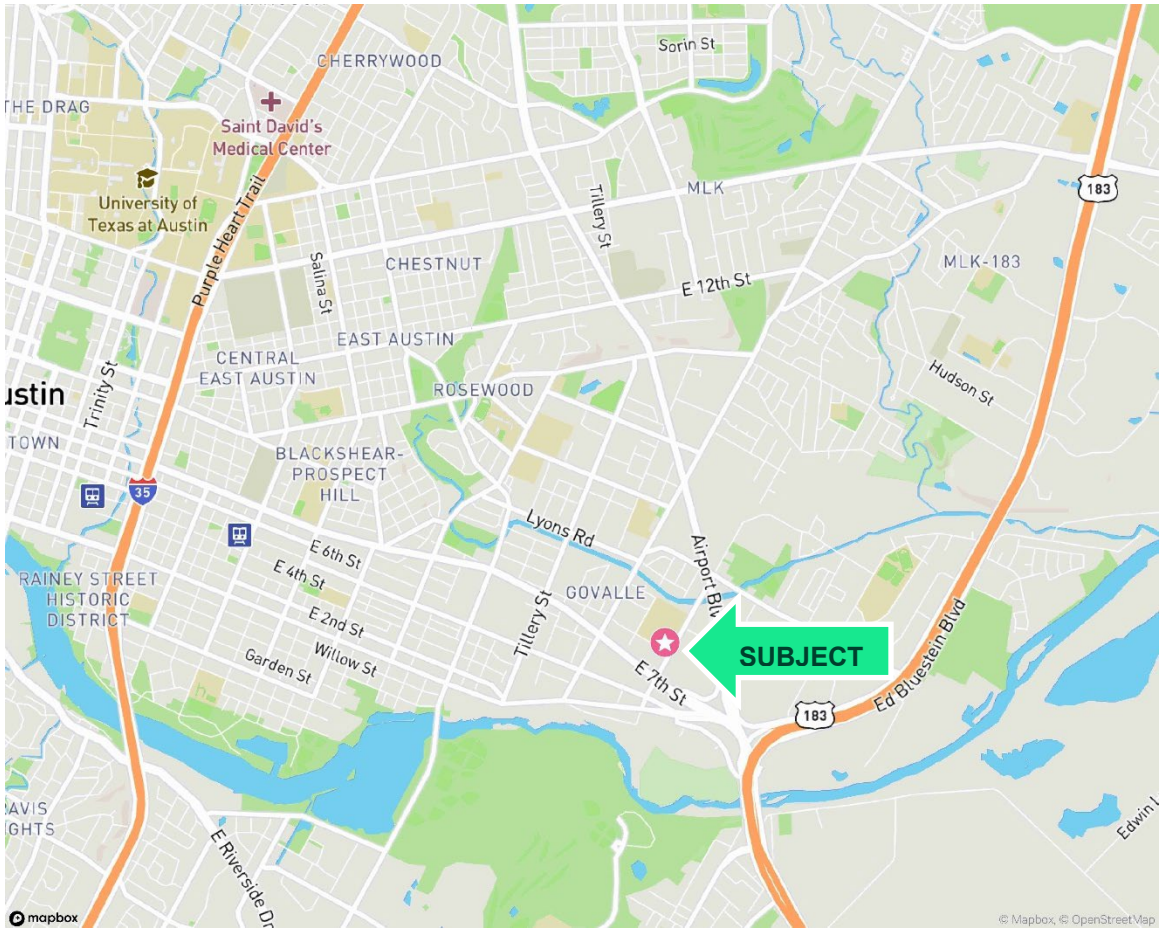 Sorin St
CHERRYWOOD
THE DRAG
Saint David's
Medical Center
183
MLK
University of
Texas at Austin
Purple Heart Trail
Tillery St
Salina St
CHESTNUT
MLK-183
E 12th St
EAST AUSTIN
CENTRAL
EAST AUSTIN
Trinity St
Hudson St
ustin
ROSEWOOD
TOWN
BLACKSHEAR-
PROSPECT
HILL
35
Lyons Rd
Airport Blv
E 6th St
E 4th St
RAINEY STREET
HISTORIC
DISTRICT
GOVALLE
E 2nd St
Tillery St
Willow St
Garden St
SUBJECT
E 7th St
Ed Bluestein Blvd
183
AVIS
GHTS
E Riverside Dr
Edwin L
mapbox
© Mapbox, © OpenStreetMap